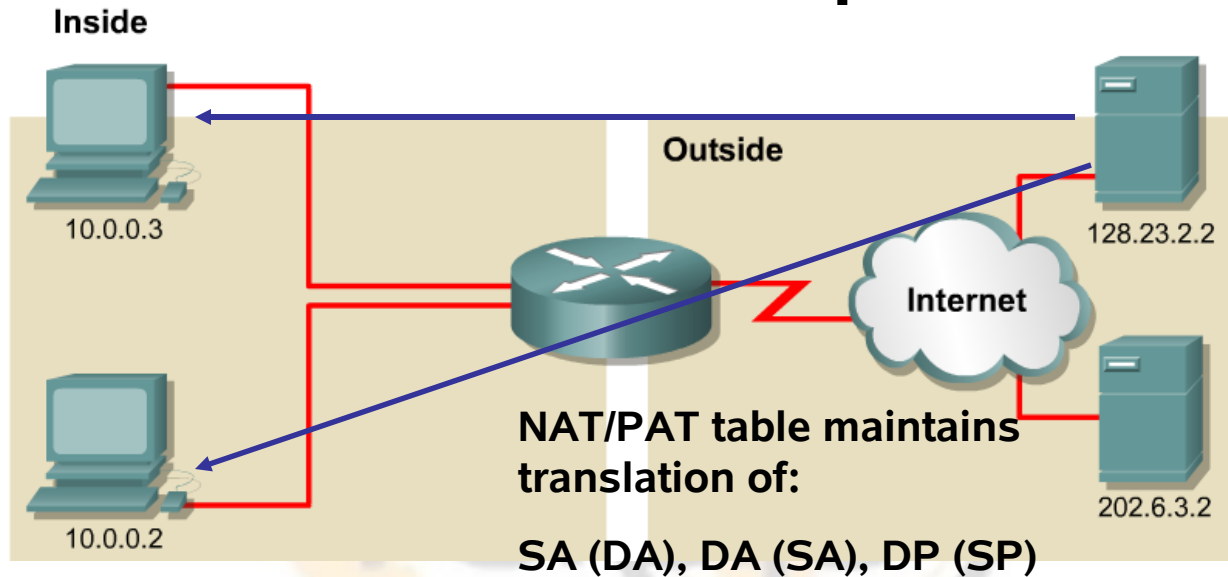 Inside
Outside
10.0.0.3
128.23.2.2
Internet
NAT/PAT table maintains
translation of:
202.6.3.2
10.0.0.2
SA (DA), DA (SA), DP (SP)